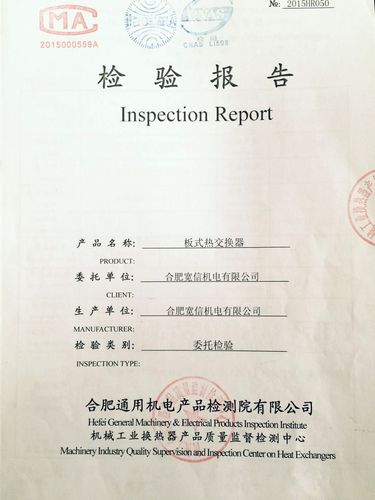 №: 2015HR050
MA
2015000559A
检验报告
Inspection Report
产品名称: 板式热交换器
PRODUCT:
委托单位: 合肥宽信机电有限公司
CLIENT:
生产单位: 合肥宽信机电有限公司
MANUFACTURER:
检验类别: 委托检验
INSPECTION TYPE:
合肥通用机电产品检测院有限公司
Hefei General Machinery & Electrical Products Inspection Institute
机械工业换热器产品质量监督检测中心
Machinery Industry Quality Supervision and Inspection Center on Heat Exchangers